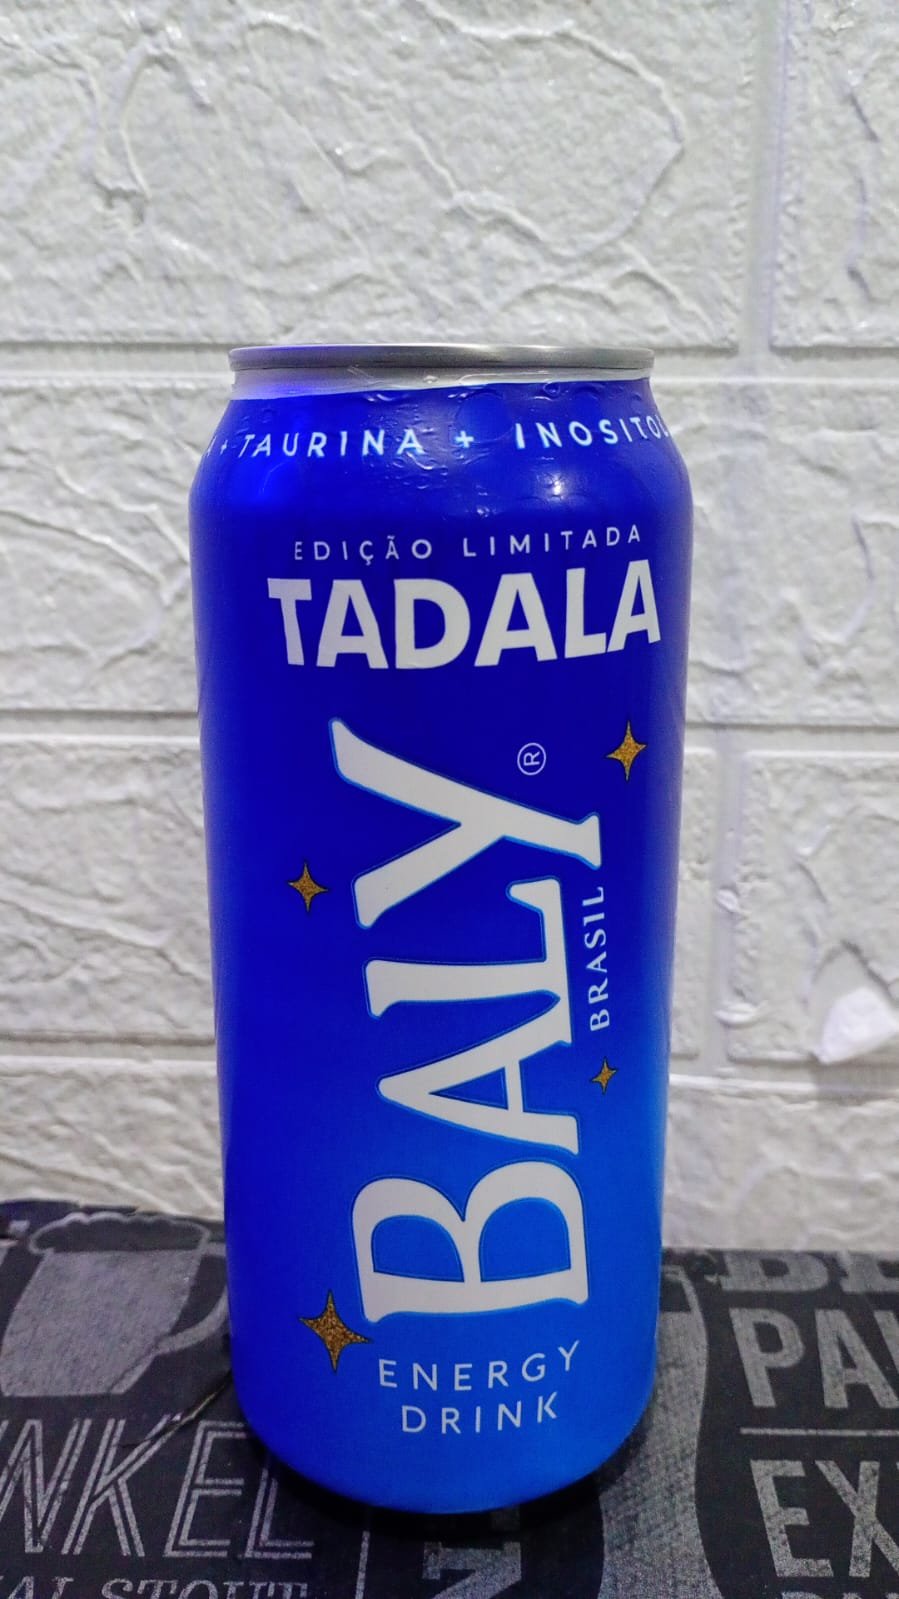 + TAURINA + INOSITOL
EDIÇÃO LIMITADA
TADALA
BALY®
BRASIL
ENERGY
DRINK